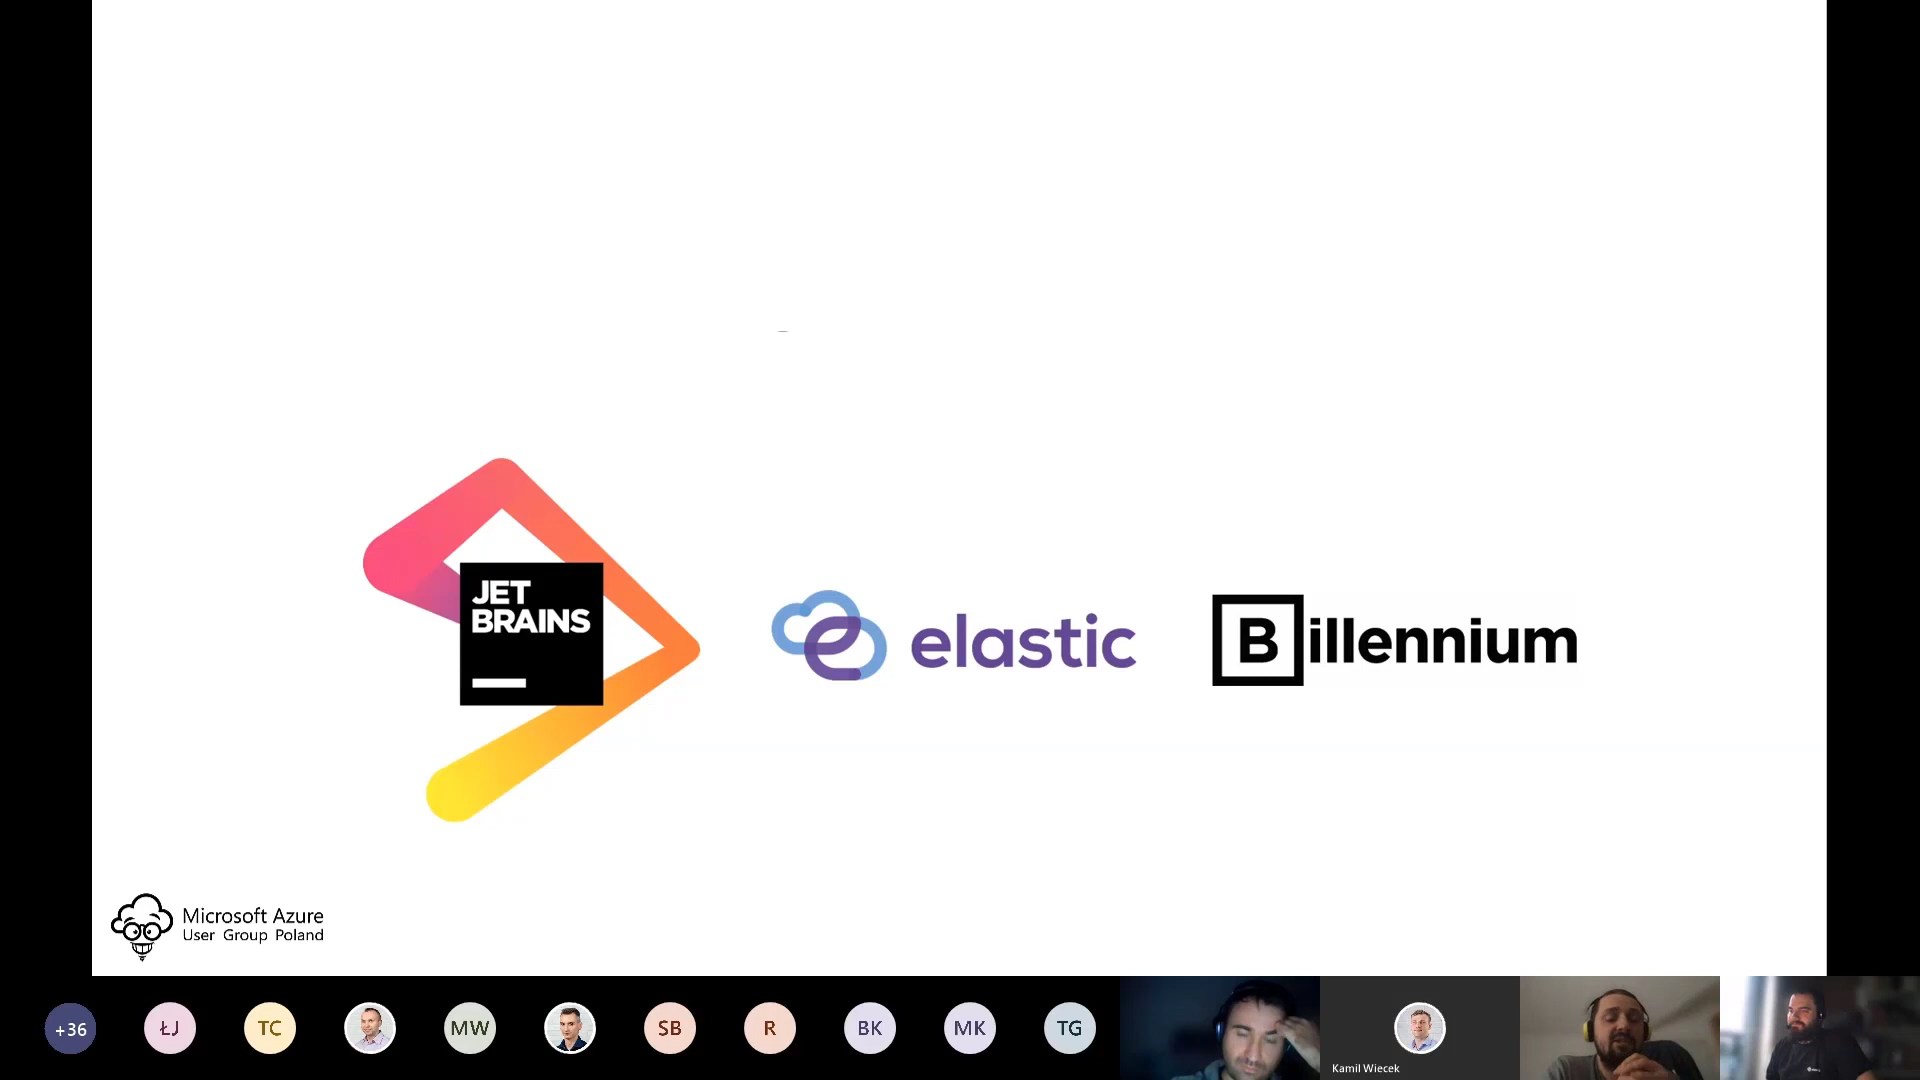 JET
BRAINS
elastic
Billennium
Microsoft Azure
User Group Poland
+36
ŁJ
TC
MW
SB
R
BK
MK
TG
Kamil Wiecek